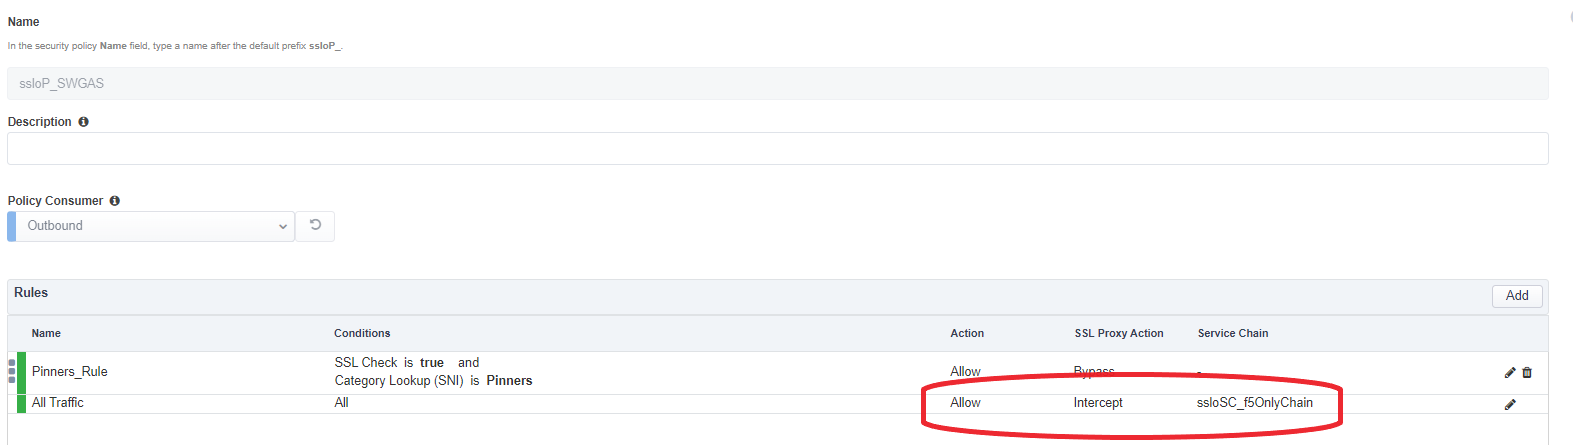 Name
In the security policy Name field, type a name after the default prefix ssloP_.
ssloP_SWGAS
Description
Policy Consumer
Outbound
Rules
Add
Name Conditions Action SSL Proxy Action Service Chain
Pinners_Rule SSL Check is true and Allow Bypass -
Category Lookup (SNI) is Pinners
All Traffic All Allow Intercept ssloSC_f5OnlyChain